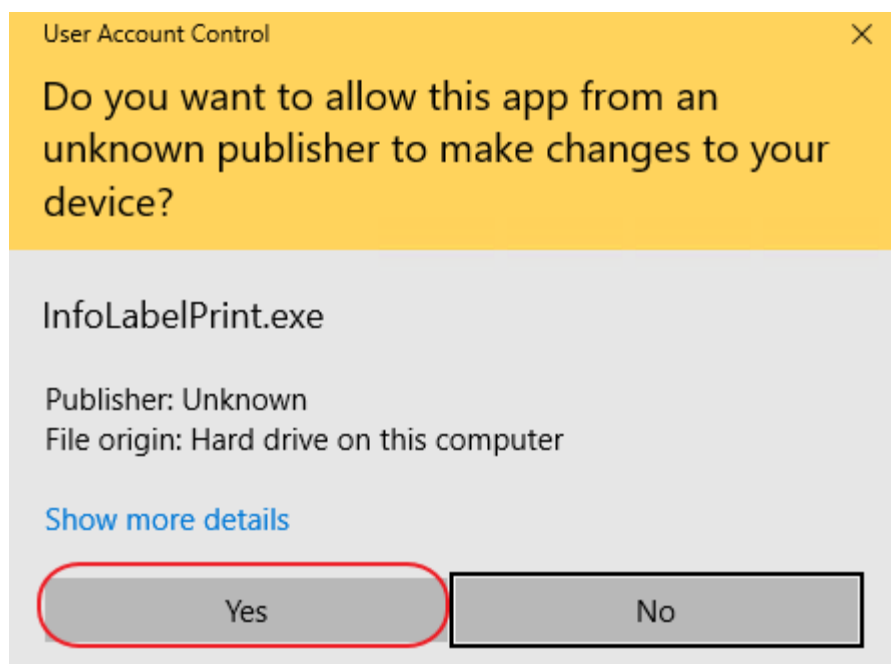 User Account Control
Do you want to allow this app from an
unknown publisher to make changes to your
device?
InfoLabelPrint.exe
Publisher: Unknown
File origin: Hard drive on this computer
Show more details
Yes No